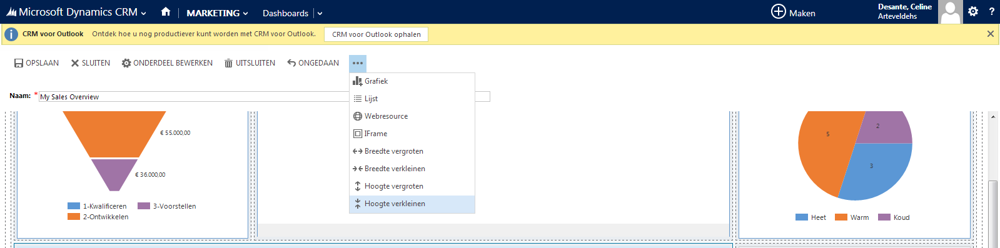 Microsoft Dynamics CRM MARKETING Dashboards Maken Desante, Celine ?
Arteveldehs
i CRM voor Outlook Ontdek hoe u nog productiever kunt worden met CRM voor Outlook. CRM voor Outlook ophalen
OPSLAAN SLUITEN ONDERDEEL BEWERKEN UITSLUITEN ONGEDAAN
Grafiek
Naam: * My Sales Overview
Lijst
Webresource
IFrame
Breedte vergroten
Breedte verkleinen
Hoogte vergroten
Hoogte verkleinen
€ 55.000,00
€ 36.000,00
1-Kwalificeren 3-Voorstellen
2-Ontwikkelen
5
2
3
Heet Warm Koud